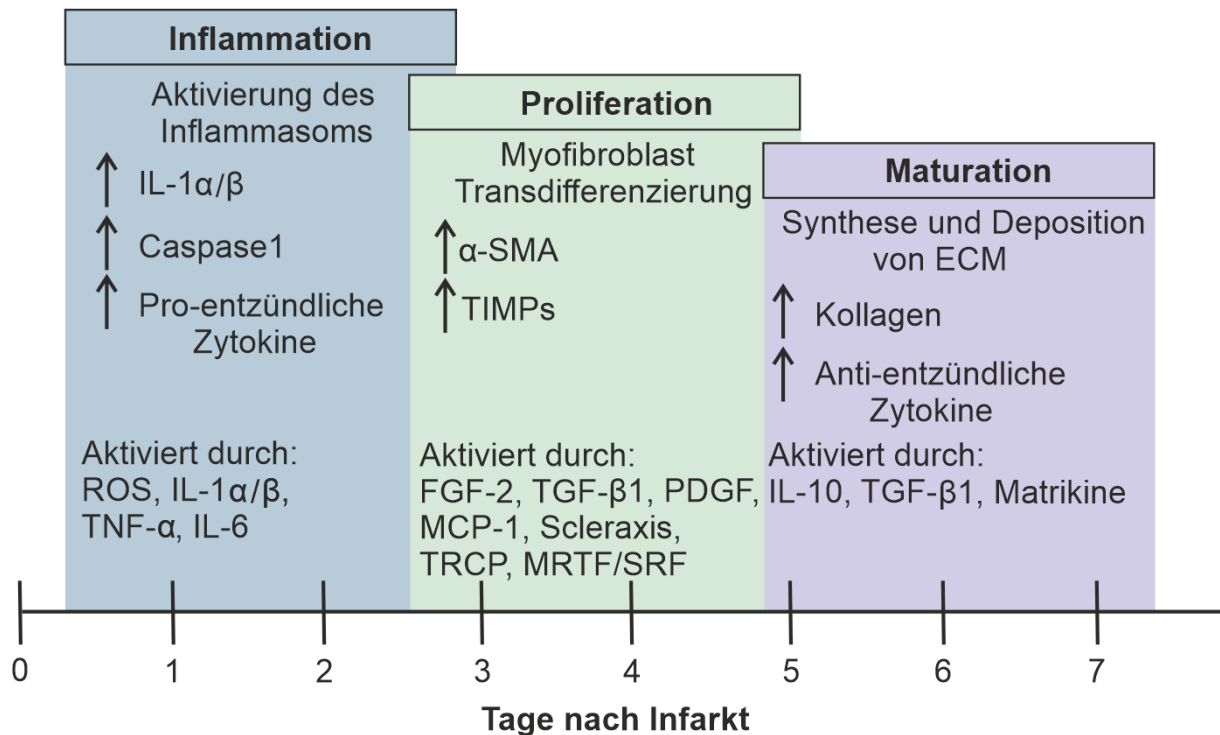 Inflammation
Aktivierung des
Inflammasoms
IL-1α/β
Caspase1
Pro-entzündliche
Zytokine
Aktiviert durch:
ROS, IL-1α/β,
TNF-α, IL-6
Proliferation
Myofibroblast
Transdifferenzierung
α-SMA
TIMPs
Aktiviert durch:
FGF-2, TGF-β1, PDGF,
MCP-1, Scleraxis,
TRCP, MRTF/SRF
Maturation
Synthese und Deposition
von ECM
Kollagen
Anti-entzündliche
Zytokine
Aktiviert durch:
IL-10, TGF-β1, Matrikine
0 1 2 3 4 5 6 7
Tage nach Infarkt